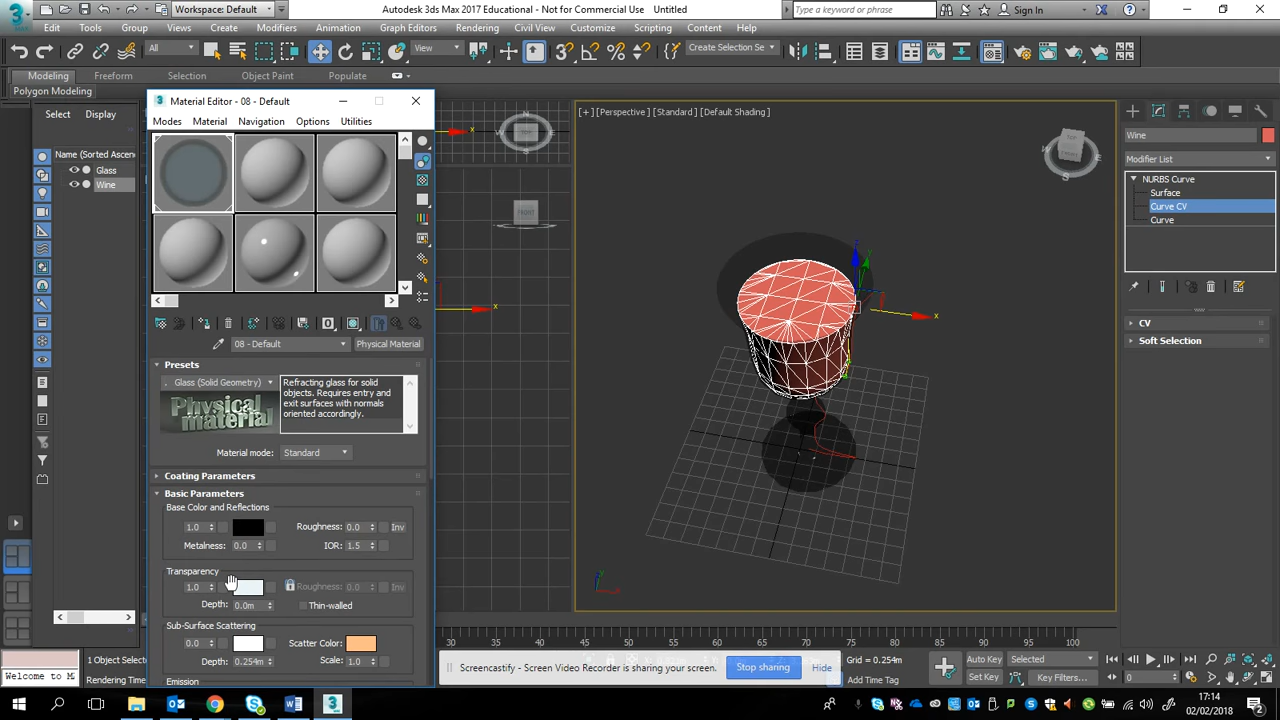 Workspace: Default
Autodesk 3ds Max 2017 Educational - Not for Commercial Use Untitled
Type a keyword or phrase
Sign In
Edit Tools Group Views Create Modifiers Animation Graph Editors Rendering Civil View Customize Scripting Content Help
All
View
Create Selection Se
Modeling Freeform Selection Object Paint Populate
Polygon Modeling
Select Display
Name (Sorted Ascen
Glass
Wine
3 Material Editor - 08 - Default
Modes Material Navigation Options Utilities
08 - Default Physical Material
Presets
Glass (Solid Geometry)
Refracting glass for solid
objects. Requires entry and
exit surfaces with normals
oriented accordingly.
Physical
material
Material mode: Standard
Coating Parameters
Basic Parameters
Base Color and Reflections
1.0 Roughness: 0.0 Inv
Metalness: 0.0 IOR: 1.5
Transparency
1.0 Roughness: 0.0 Inv
Depth: 0.0m Thin-walled
Sub-Surface Scattering
0.0 Scatter Color:
Depth: 0.254m Scale: 1.0
Emission
x
N
TOP
W E
FRONT
x
[+] [Perspective] [Standard] [Default Shading]
z
y
x
Wine
Modifier List
NURBS Curve
Surface
Curve CV
Curve
CV
Soft Selection
30 35 40 45 50 55 60 65 70 75 80 85 90 95 100
1 Object Selec
Welcome to M
Rendering Time
Screencastify - Screen Video Recorder is sharing your screen.
Stop sharing
Hide
Grid = 0.254m
Add Time Tag
Auto Key Selected
Set Key Key Filters...
0
17:14
02/02/2018